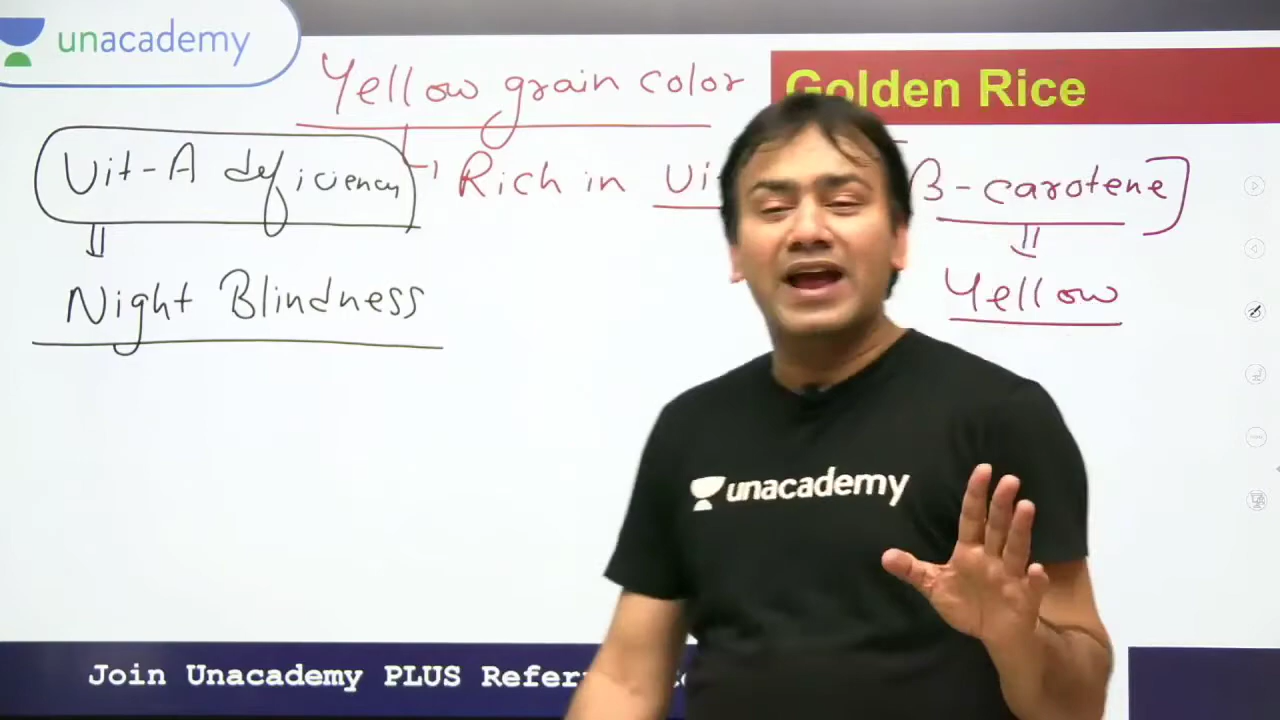 unacademy
Yellow grain color
Golden Rice
Vit-A deficiency
Rich in Vi
β-carotene
Night Blindness
Yellow
unacademy
Join Unacademy PLUS Refer